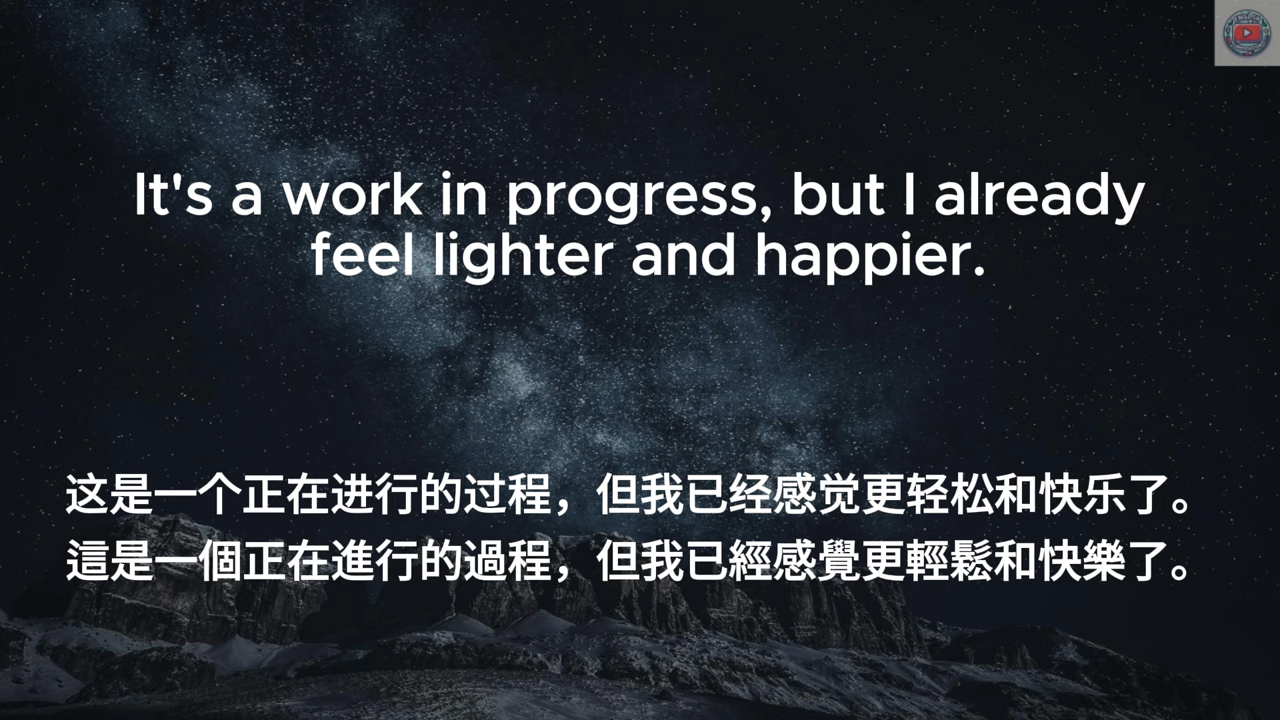 It's a work in progress, but I already
feel lighter and happier.
这是一个正在进行的过程，但我已经感觉更轻松和快乐了。
這是一個正在進行的過程，但我已經感覺更輕鬆和快樂了。